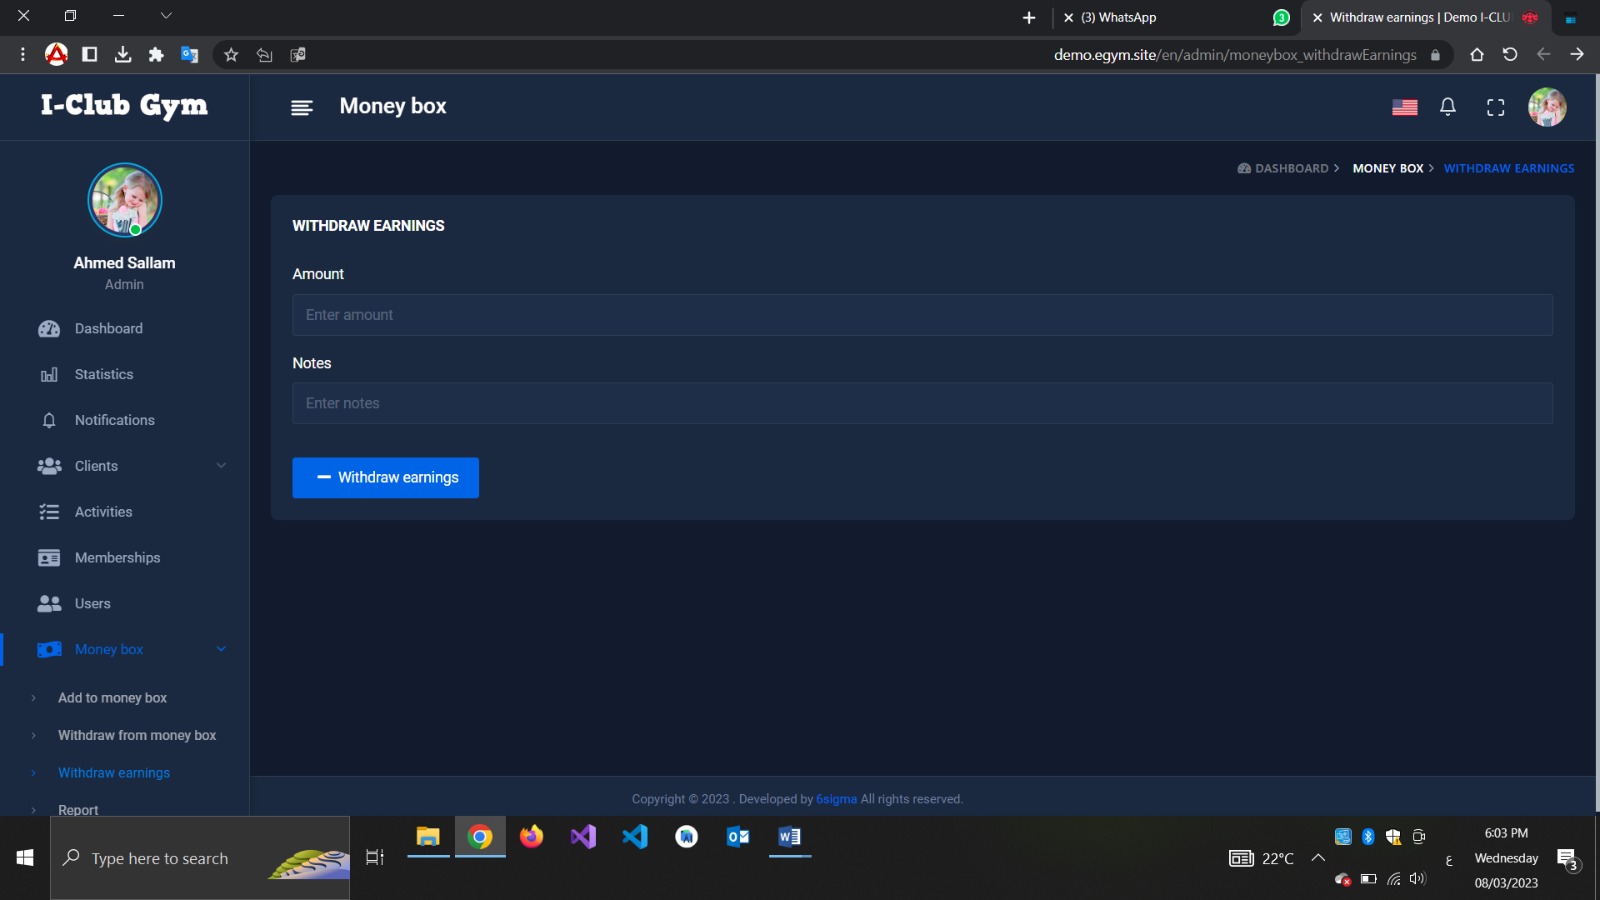 (3) WhatsApp
3
Withdraw earnings | Demo I-CLU
demo.egym.site/en/admin/moneybox_withdrawEarnings
I-Club Gym
Money box
DASHBOARD > MONEY BOX > WITHDRAW EARNINGS
Ahmed Sallam
Admin
Dashboard
Statistics
Notifications
Clients
Activities
Memberships
Users
Money box
Add to money box
Withdraw from money box
Withdraw earnings
Report
WITHDRAW EARNINGS
Amount
Enter amount
Notes
Enter notes
Withdraw earnings
Copyright © 2023 . Developed by 6sigma All rights reserved.
Type here to search
22°C
ع
6:03 PM
Wednesday
08/03/2023
3